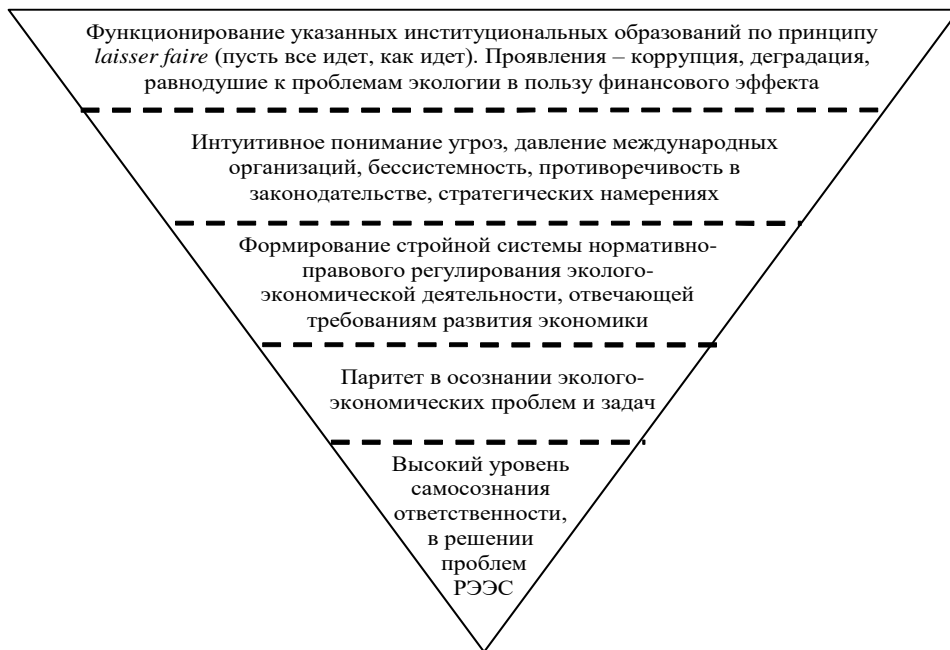 Функционирование указанных институциональных образований по принципу
laisser faire (пусть все идет, как идет). Проявления – коррупция, деградация,
равнодушие к проблемам экологии в пользу финансового эффекта
Интуитивное понимание угроз, давление международных
организаций, бессистемность, противоречивость в
законодательстве, стратегических намерениях
Формирование стройной системы нормативно-
правового регулирования эколого-
экономической деятельности, отвечающей
требованиям развития экономики
Паритет в осознании эколого-
экономических проблем и задач
Высокий уровень
самосознания
ответственности,
в решении
проблем
РЭЭС